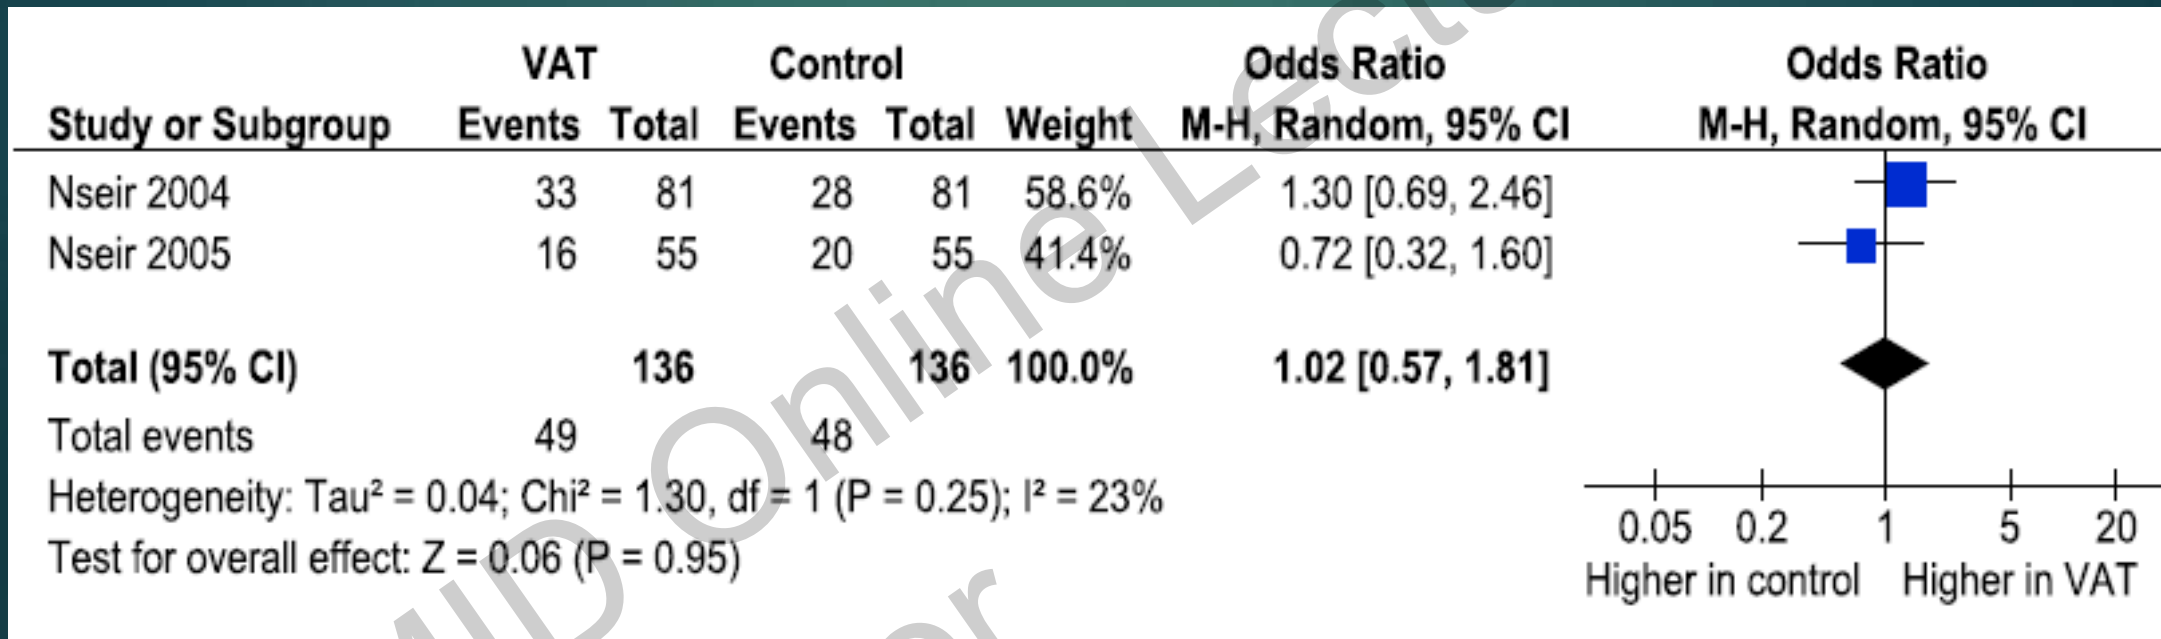 VAT Control Odds Ratio Odds Ratio
Study or Subgroup Events Total Events Total Weight M-H, Random, 95% CI M-H, Random, 95% CI
Nseir 2004 33 81 28 81 58.6% 1.30 [0.69, 2.46]
Nseir 2005 16 55 20 55 41.4% 0.72 [0.32, 1.60]
Total (95% CI) 136 136 100.0% 1.02 [0.57, 1.81]
Total events 49 48
Heterogeneity: Tau² = 0.04; Chi² = 1.30, df = 1 (P = 0.25); I² = 23%
Test for overall effect: Z = 0.06 (P = 0.95)
0.05 0.2 1 5 20
Higher in control Higher in VAT
Online